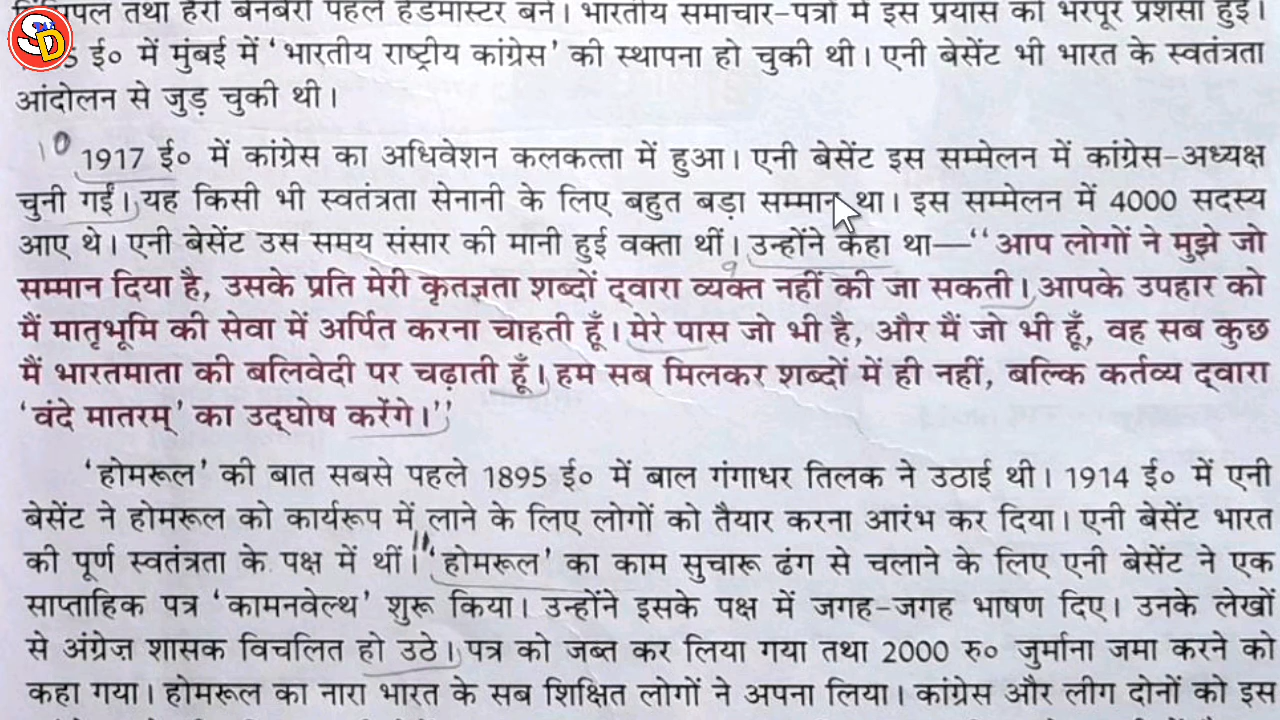 तथा हैरी बेनबेरी पहले हेडमास्टर बने। भारतीय समाचार-पत्रों में इस प्रयास की भरपूर प्रशंसा हुई।
SD
5 ई० में मुंबई में ‘भारतीय राष्ट्रीय कांग्रेस’ की स्थापना हो चुकी थी। एनी बेसेंट भी भारत के स्वतंत्रता
आंदोलन से जुड़ चुकी थी।
10
1917 ई० में कांग्रेस का अधिवेशन कलकत्ता में हुआ। एनी बेसेंट इस सम्मेलन में कांग्रेस-अध्यक्ष
चुनी गईं। यह किसी भी स्वतंत्रता सेनानी के लिए बहुत बड़ा सम्मान था। इस सम्मेलन में 4000 सदस्य
आए थे। एनी बेसेंट उस समय संसार की मानी हुई वक्ता थीं। उन्होंने कहा था—‘‘आप लोगों ने मुझे जो
9
सम्मान दिया है, उसके प्रति मेरी कृतज्ञता शब्दों द्वारा व्यक्त नहीं की जा सकती। आपके उपहार को
मैं मातृभूमि की सेवा में अर्पित करना चाहती हूँ। मेरे पास जो भी है, और मैं जो भी हूँ, वह सब कुछ
मैं भारतमाता की बलिवेदी पर चढ़ाती हूँ। हम सब मिलकर शब्दों में ही नहीं, बल्कि कर्तव्य द्वारा
‘वंदे मातरम्’ का उद्घोष करेंगे।’’
‘होमरूल’ की बात सबसे पहले 1895 ई० में बाल गंगाधर तिलक ने उठाई थी। 1914 ई० में एनी
बेसेंट ने होमरूल को कार्यरूप में लाने के लिए लोगों को तैयार करना आरंभ कर दिया। एनी बेसेंट भारत
11
की पूर्ण स्वतंत्रता के पक्ष में थीं। ‘होमरूल’ का काम सुचारू ढंग से चलाने के लिए एनी बेसेंट ने एक
साप्ताहिक पत्र ‘कामनवेल्थ’ शुरू किया। उन्होंने इसके पक्ष में जगह-जगह भाषण दिए। उनके लेखों
से अंग्रेज़ शासक विचलित हो उठे। पत्र को जब्त कर लिया गया तथा 2000 रु० जुर्माना जमा करने को
कहा गया। होमरूल का नारा भारत के सब शिक्षित लोगों ने अपना लिया। कांग्रेस और लीग दोनों को इस